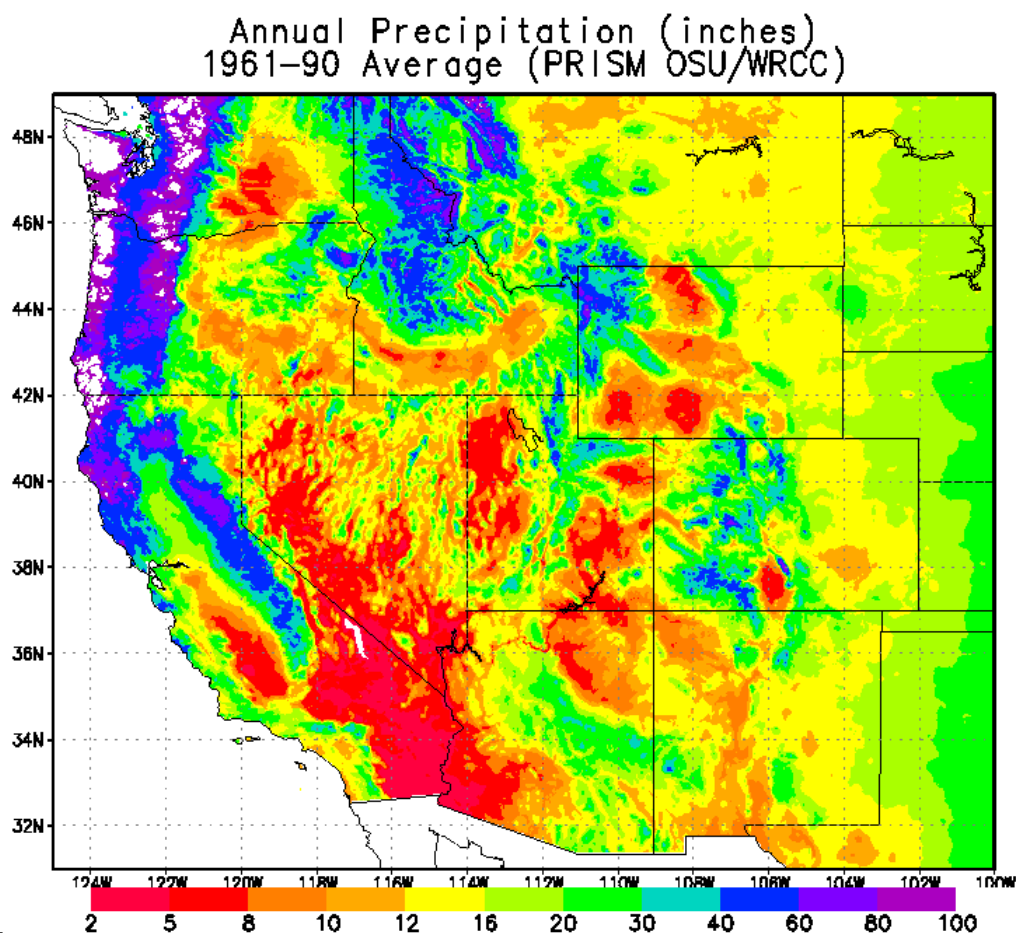 Annual Precipitation (inches)
1961-90 Average (PRISM OSU/WRCC)
48N
46N
44N
42N
40N
38N
36N
34N
32N
124W 122W 120W 118W 116W 114W 112W 110W 108W 106W 104W 102W 100W
2 5 8 10 12 16 20 30 40 60 80 100